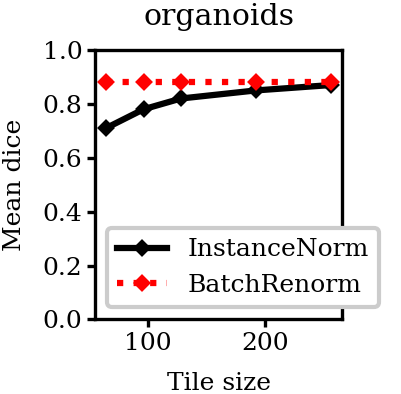 organoids
Mean dice
1.0
0.8
0.6
0.4
0.2
0.0
InstanceNorm
BatchRenorm
100
200
Tile size